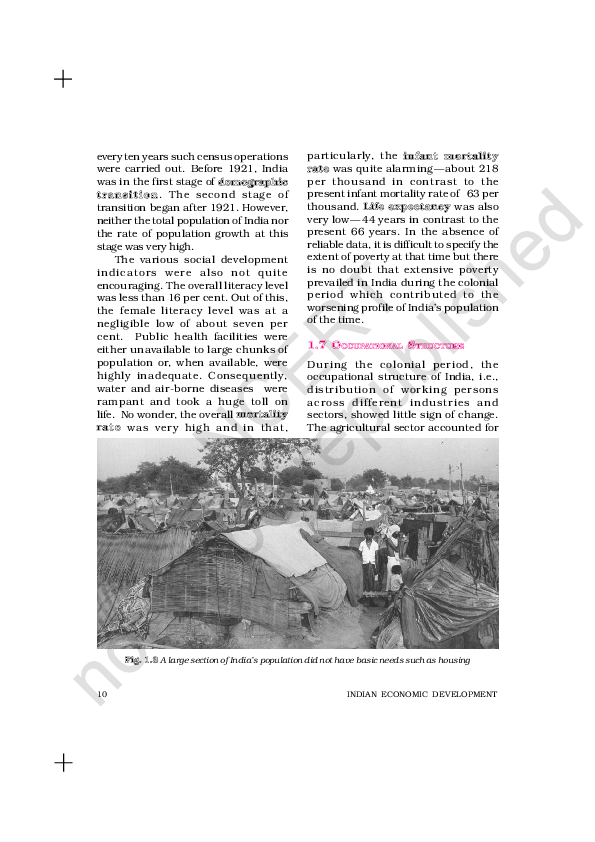 every ten years such census operations
were carried out. Before 1921, India
was in the first stage of demographic
transition. The second stage of
transition began after 1921. However,
neither the total population of India nor
the rate of population growth at this
stage was very high.
The various social development
indicators were also not quite
encouraging. The overall literacy level
was less than 16 per cent. Out of this,
the female literacy level was at a
negligible low of about seven per
cent. Public health facilities were
either unavailable to large chunks of
population or, when available, were
highly inadequate. Consequently,
water and air-borne diseases were
rampant and took a huge toll on
life. No wonder, the overall mortality
rate was very high and in that,
particularly, the infant mortality
rate was quite alarming—about 218
per thousand in contrast to the
present infant mortality rate of 63 per
thousand. Life expectancy was also
very low—44 years in contrast to the
present 66 years. In the absence of
reliable data, it is difficult to specify the
extent of poverty at that time but there
is no doubt that extensive poverty
prevailed in India during the colonial
period which contributed to the
worsening profile of India's population
of the time.
1.7 OCCUPATIONAL STRUCTURE
During the colonial period, the
occupational structure of India, i.e.,
distribution of working persons
across different industries and
sectors, showed little sign of change.
The agricultural sector accounted for
Fig. 1.3 A large section of India's population did not have basic needs such as housing
10
INDIAN ECONOMIC DEVELOPMENT
NCERT
republished